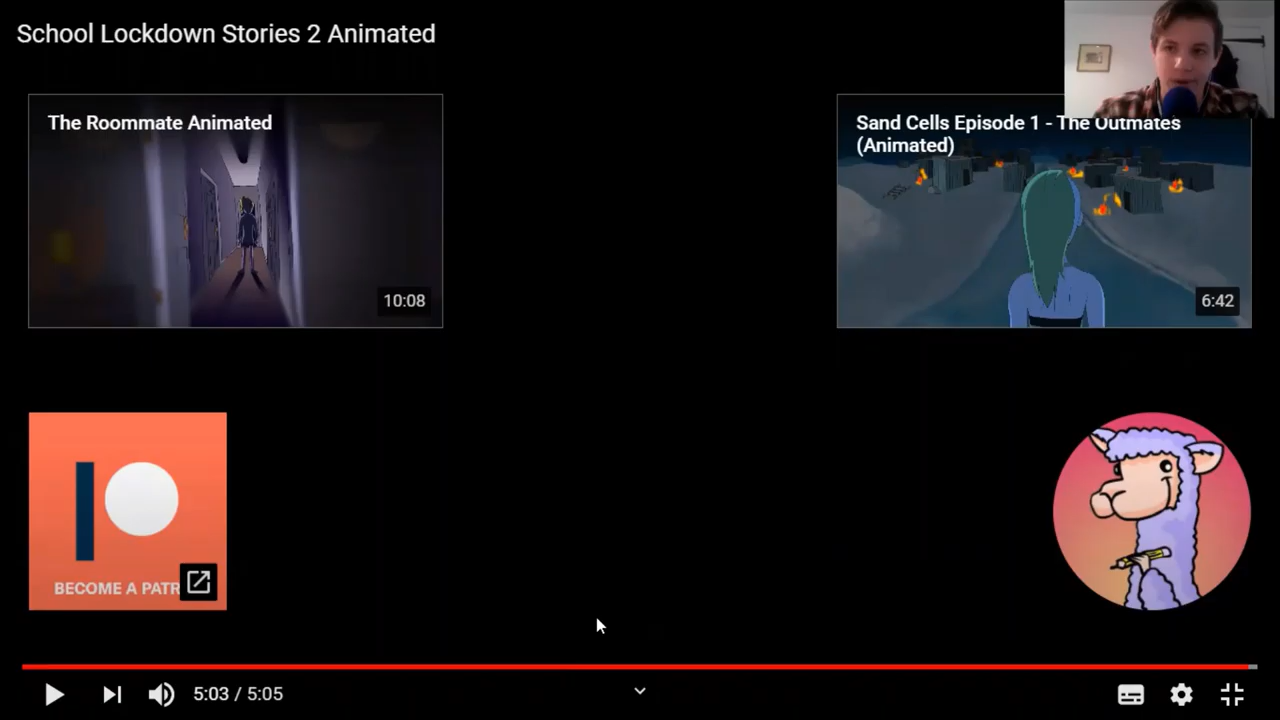 School Lockdown Stories 2 Animated
The Roommate Animated
10:08
Sand Cells Episode 1 - The Outmates
(Animated)
6:42
BECOME A PATR
5:03 / 5:05